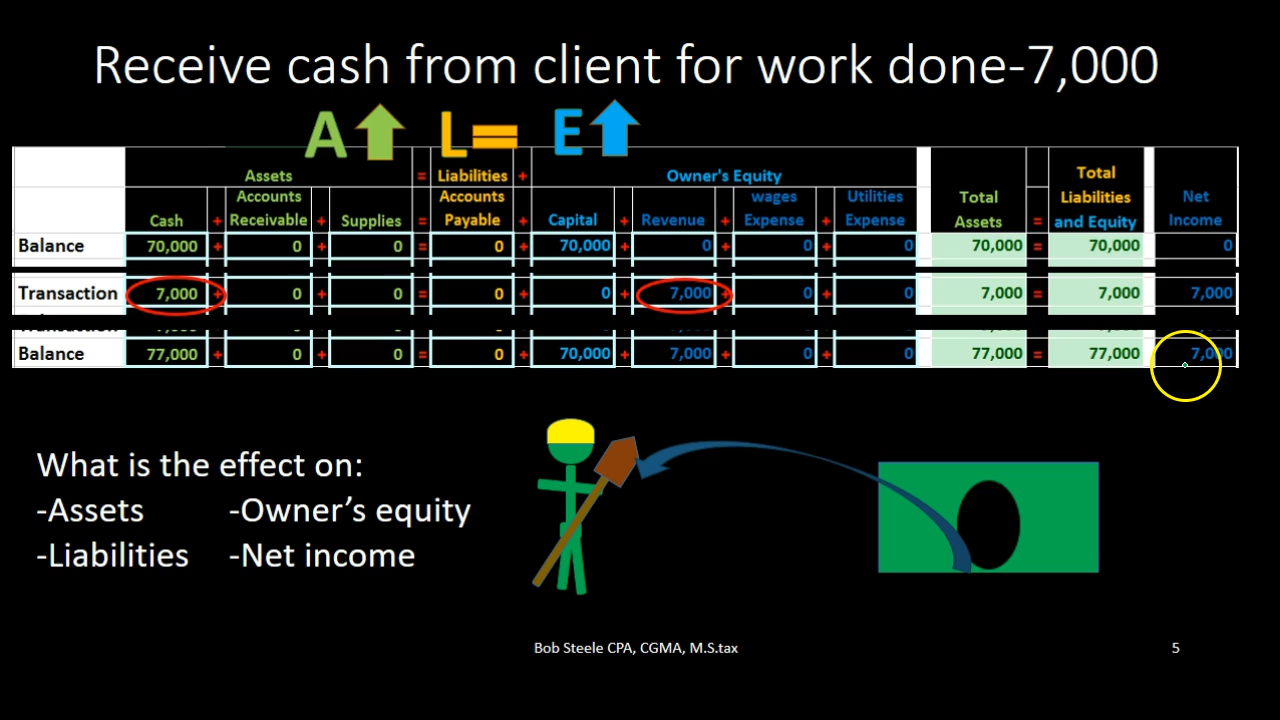 Receive cash from client for work done-7,000
A L E
Assets = Liabilities + Owner's Equity Total Assets = Total Liabilities and Equity Net Income
Cash + Accounts Receivable + Supplies = Accounts Payable + Capital + Revenue + wages Expense + Utilities Expense
Balance 70,000 + 0 + 0 = 0 + 70,000 + 0 + 0 + 0 70,000 = 70,000 0
Transaction 7,000 + 0 + 0 = 0 + 0 + 7,000 + 0 + 0 7,000 = 7,000 7,000
Balance 77,000 + 0 + 0 = 0 + 70,000 + 7,000 + 0 + 0 77,000 = 77,000 7,000
What is the effect on:
-Assets -Owner’s equity
-Liabilities -Net income
Bob Steele CPA, CGMA, M.S.tax 5